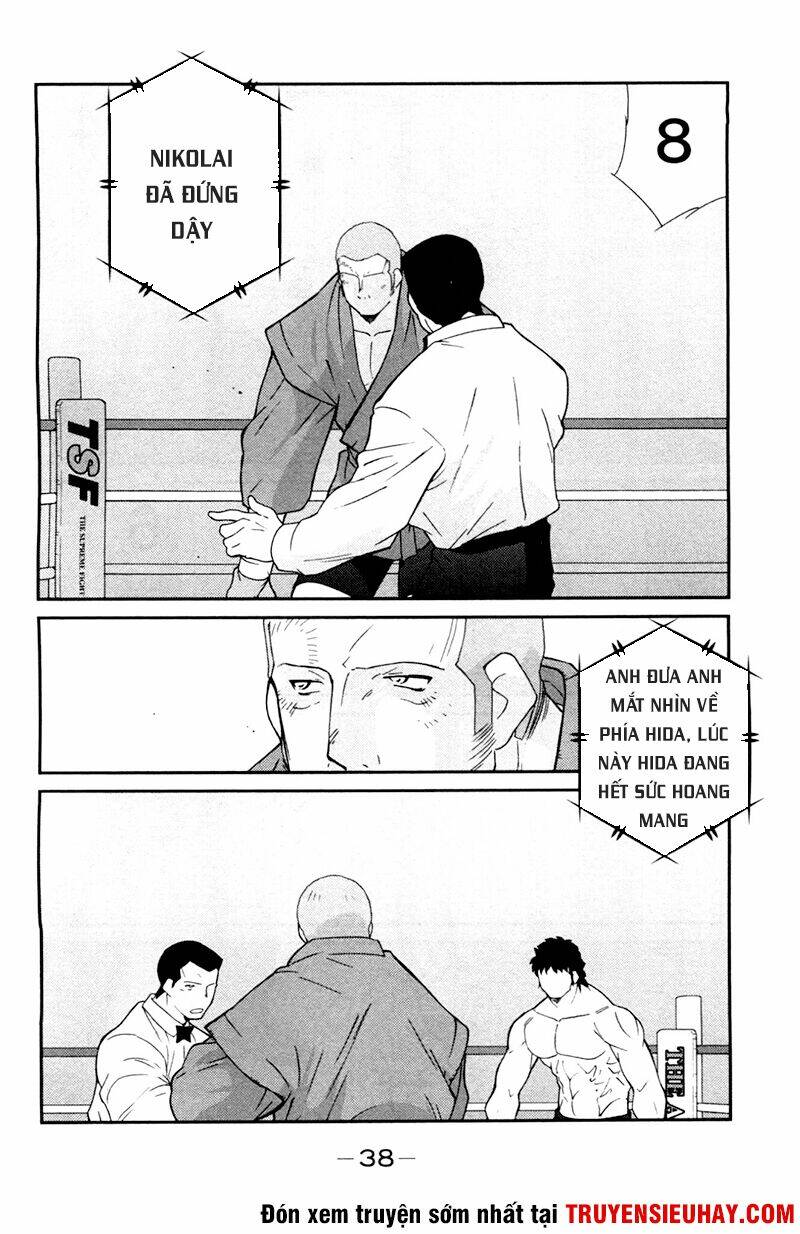 NIKOLAI
ĐÃ ĐỨNG
DẬY
8
TSF
THE SUPREME FIGHT
ANH ĐƯA ANH
MẮT NHÌN VỀ
PHÍA HIDA, LÚC
NÀY HIDA ĐANG
HẾT SỨC HOANG
MANG
THE A
—38—
Đón xem truyện sớm nhất tại TRUYENSIEUHAY.COM